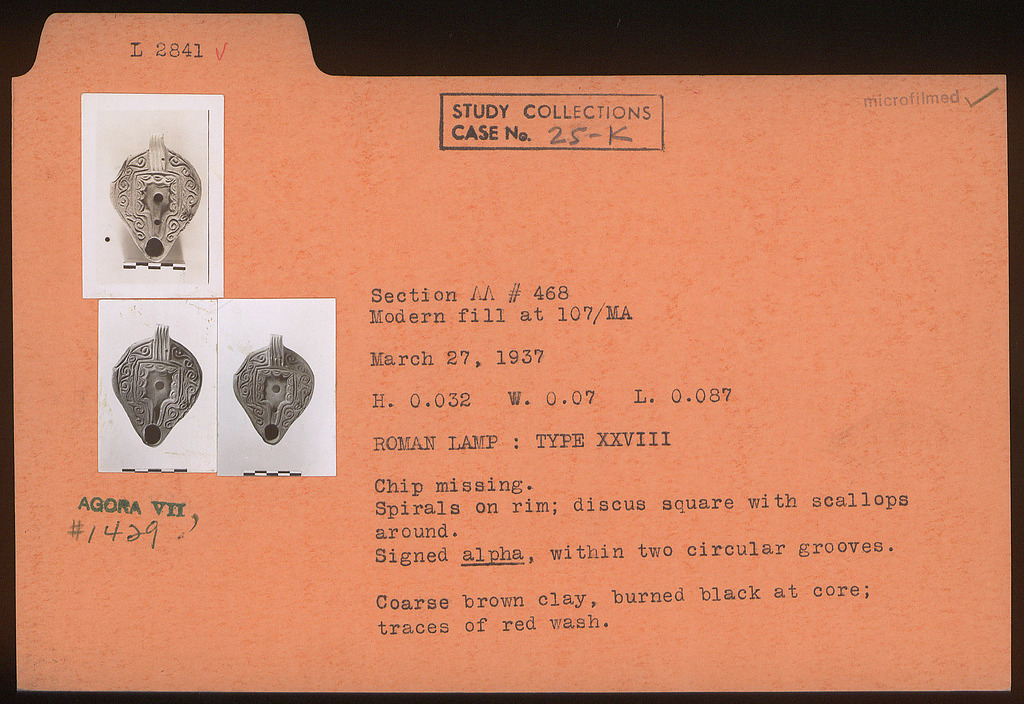 L 2841 √
microfilmed ✓
STUDY COLLECTIONS
CASE No. 25-K
Section ΛΛ # 468
Modern fill at 107/MA
March 27, 1937
H. 0.032 W. 0.07 L. 0.087
ROMAN LAMP : TYPE XXVIII
Chip missing.
Spirals on rim; discus square with scallops
around.
Signed alpha, within two circular grooves.
Coarse brown clay, burned black at core;
traces of red wash.
AGORA VII,
#1429